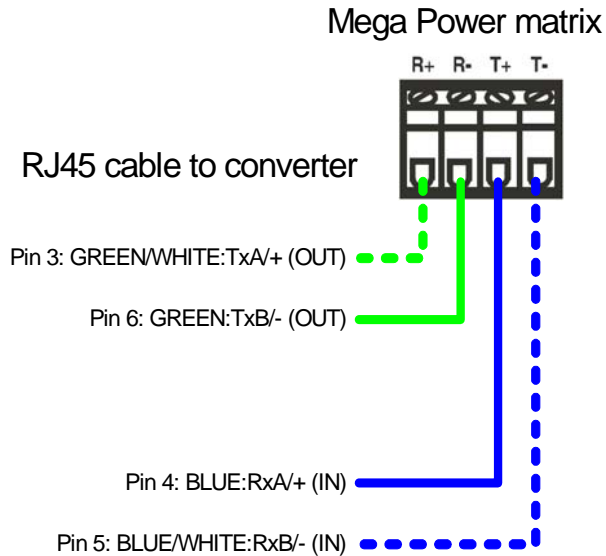 Mega Power matrix
R+ R- T+ T-
RJ45 cable to converter
Pin 3: GREEN/WHITE:TxA/+ (OUT)
Pin 6: GREEN:TxB/- (OUT)
Pin 4: BLUE:RxA/+ (IN)
Pin 5: BLUE/WHITE:RxB/- (IN)